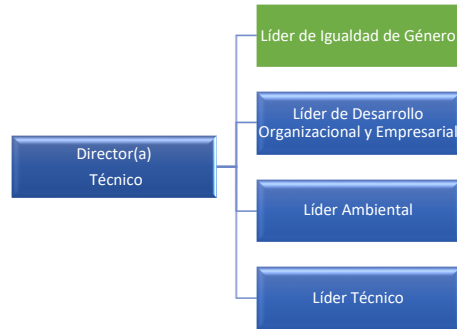 Líder de Igualdad de Género
Líder de Desarrollo
Organizacional y Empresarial
Director(a)
Técnico
Líder Ambiental
Líder Técnico